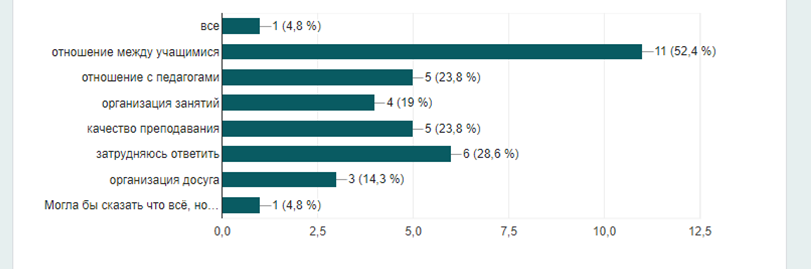 все 1 (4,8 %)
отношение между учащимися 11 (52,4 %)
отношение с педагогами 5 (23,8 %)
организация занятий 4 (19 %)
качество преподавания 5 (23,8 %)
затрудняюсь ответить 6 (28,6 %)
организация досуга 3 (14,3 %)
Могла бы сказать что всё, но... 1 (4,8 %)
0,0 2,5 5,0 7,5 10,0 12,5